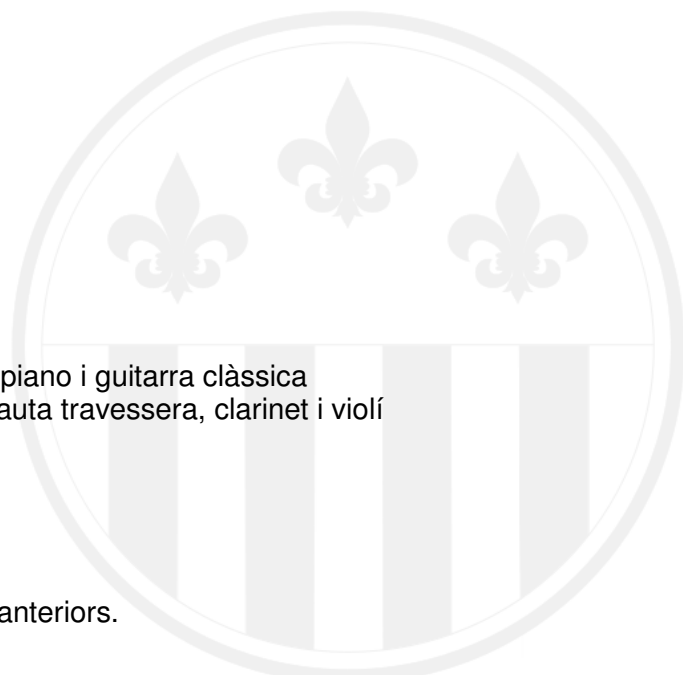 piano i guitarra clàssica
auta travessera, clarinet i violí
anteriors.